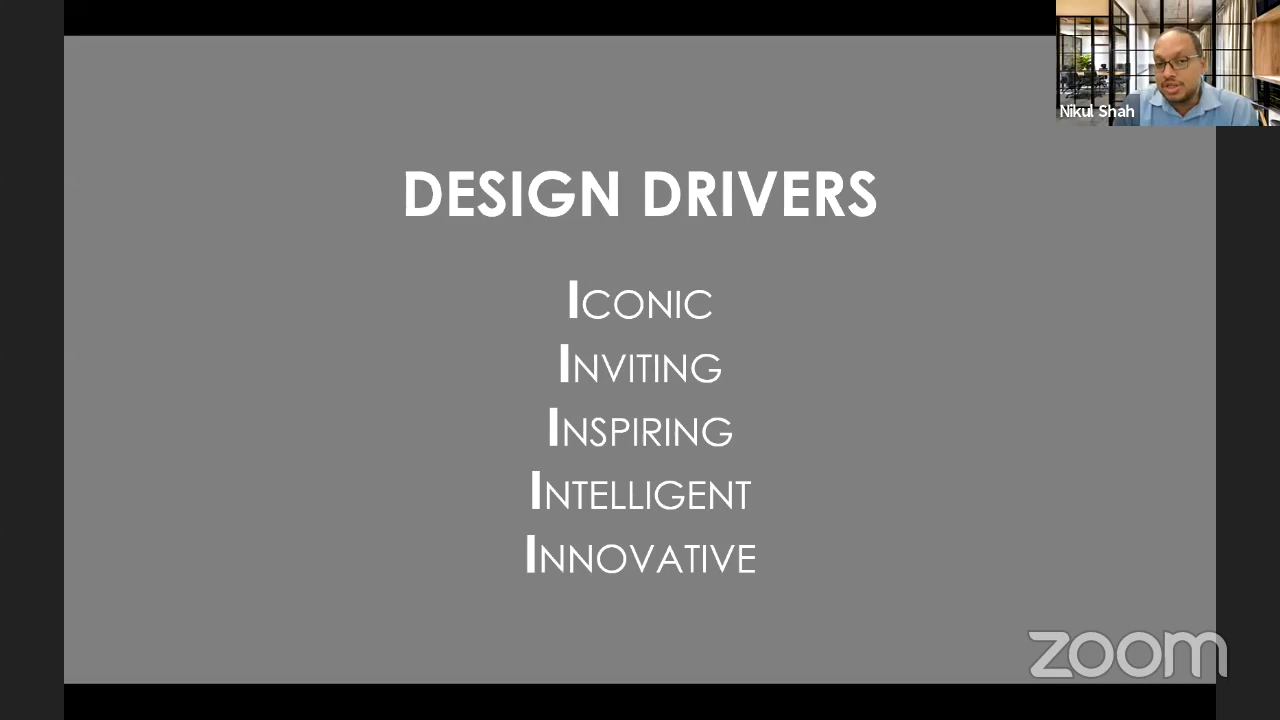 Nikul Shah
DESIGN DRIVERS
ICONIC
INVITING
INSPIRING
INTELLIGENT
INNOVATIVE
zoom